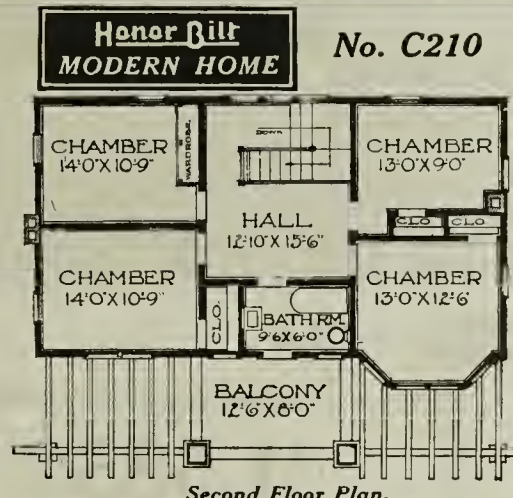 Honor Bilt
MODERN HOME
No. C210
CHAMBER
14'0"X10'-9"
WARDROBE
DOWN
CHAMBER
13'0"X9'0"
HALL
12'10"X15'-6"
CLO.
CLO.
CHAMBER
14'0"X10'-9"
CLO.
BATH RM.
9'6X6'0"
CHAMBER
13'0"X12'6"
BALCONY
12'6"X8'0"
Second Floor Plan.